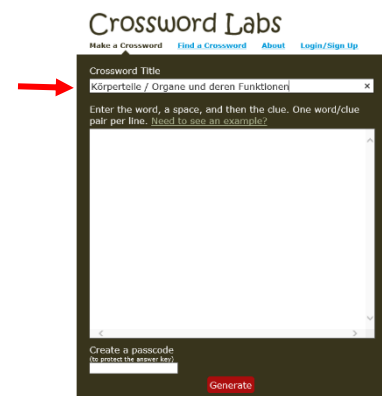 Crossword Labs
Make a Crossword Find a Crossword About Login/Sign Up
Crossword Title
Körperteile / Organe und deren Funktionen ×
Enter the word, a space, and then the clue. One word/clue
pair per line. Need to see an example?
Create a passcode
(to protect the answer key)
Generate